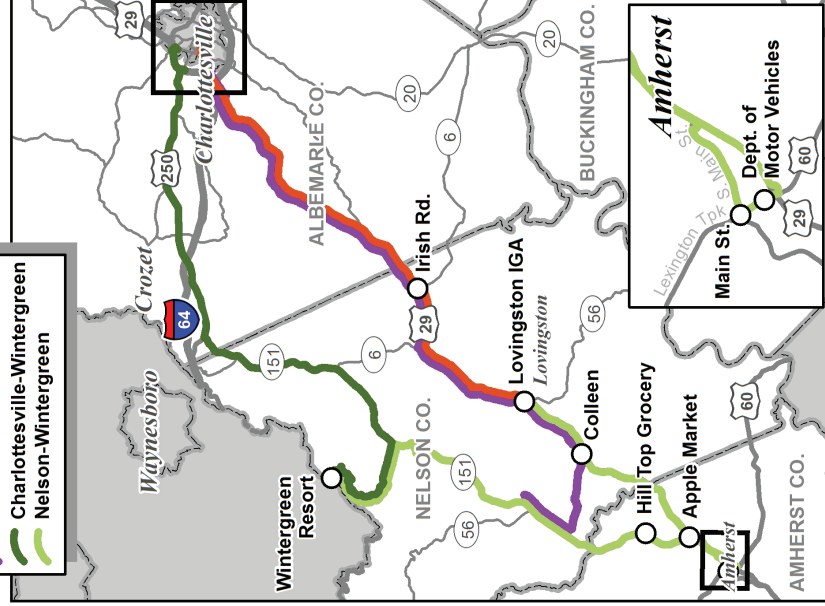 Charlottesville-Wintergreen
Nelson-Wintergreen
29
Charlottesville
250
20
20
6
ALBEMARLE CO.
BUCKINGHAM CO.
Crozet
64
Irish Rd.
29
Waynesboro
151
6
Lovingston IGA
Lovingston
56
Wintergreen
Resort
NELSON CO.
151
Colleen
56
Hill Top Grocery
Apple Market
60
Amherst
AMHERST CO.
Amherst
S. Main St.
Lexington Tpk
Dept. of
Motor Vehicles
Main St.
60
29